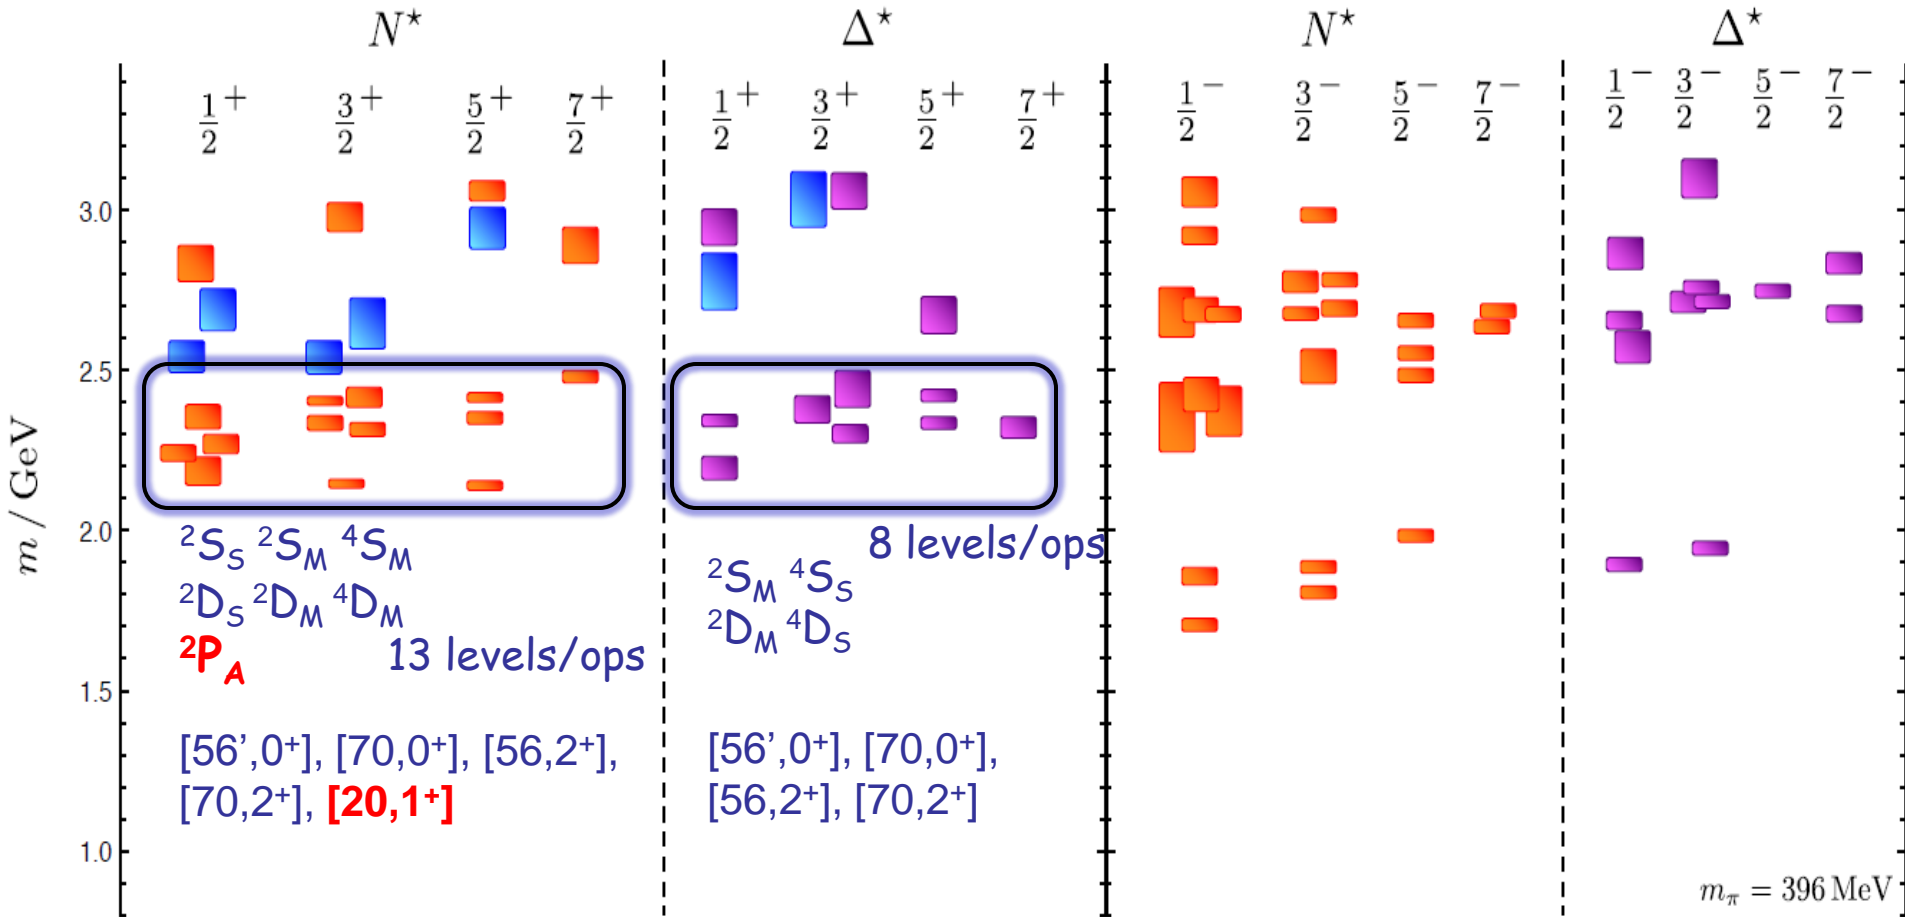 N⋆ Δ⋆ N⋆ Δ⋆
1/2+ 3/2+ 5/2+ 7/2+ 1/2+ 3/2+ 5/2+ 7/2+ 1/2− 3/2− 5/2− 7/2− 1/2− 3/2− 5/2− 7/2−
m / GeV
3.0
2.5
2.0
1.5
1.0
²S_S ²S_M ⁴S_M
²D_S ²D_M ⁴D_M
²P_A 13 levels/ops
[56’,0⁺], [70,0⁺], [56,2⁺],
[70,2⁺], [20,1⁺]
8 levels/ops
²S_M ⁴S_S
²D_M ⁴D_S
[56’,0⁺], [70,0⁺],
[56,2⁺], [70,2⁺]
m_π = 396 MeV